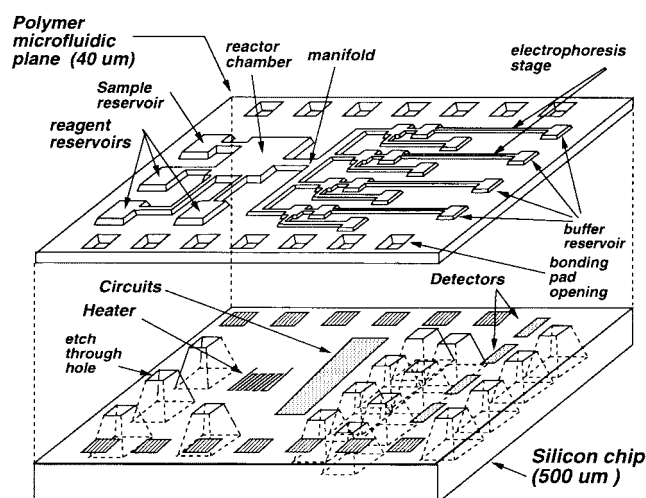 Polymer
microfluidic
plane (40 um)
reactor
chamber
manifold
electrophoresis
stage
Sample
reservoir
reagent
reservoirs
buffer
reservoir
bonding
pad
opening
Circuits
Heater
Detectors
etch
through
hole
Silicon chip
(500 um )